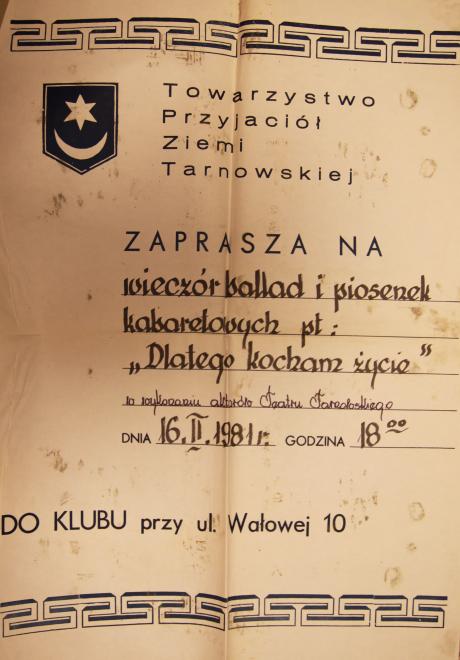 Towarzystwo
Przyjaciół
Ziemi
Tarnowskiej
ZAPRASZA NA
wieczór ballad i piosenek
kabaretowych pt:
„Dlatego kocham życie”
w wykonaniu aktorów Teatru Tarnowskiego
DNIA 16.II.1981r. GODZINA 18⁰⁰
DO KLUBU przy ul. Wałowej 10